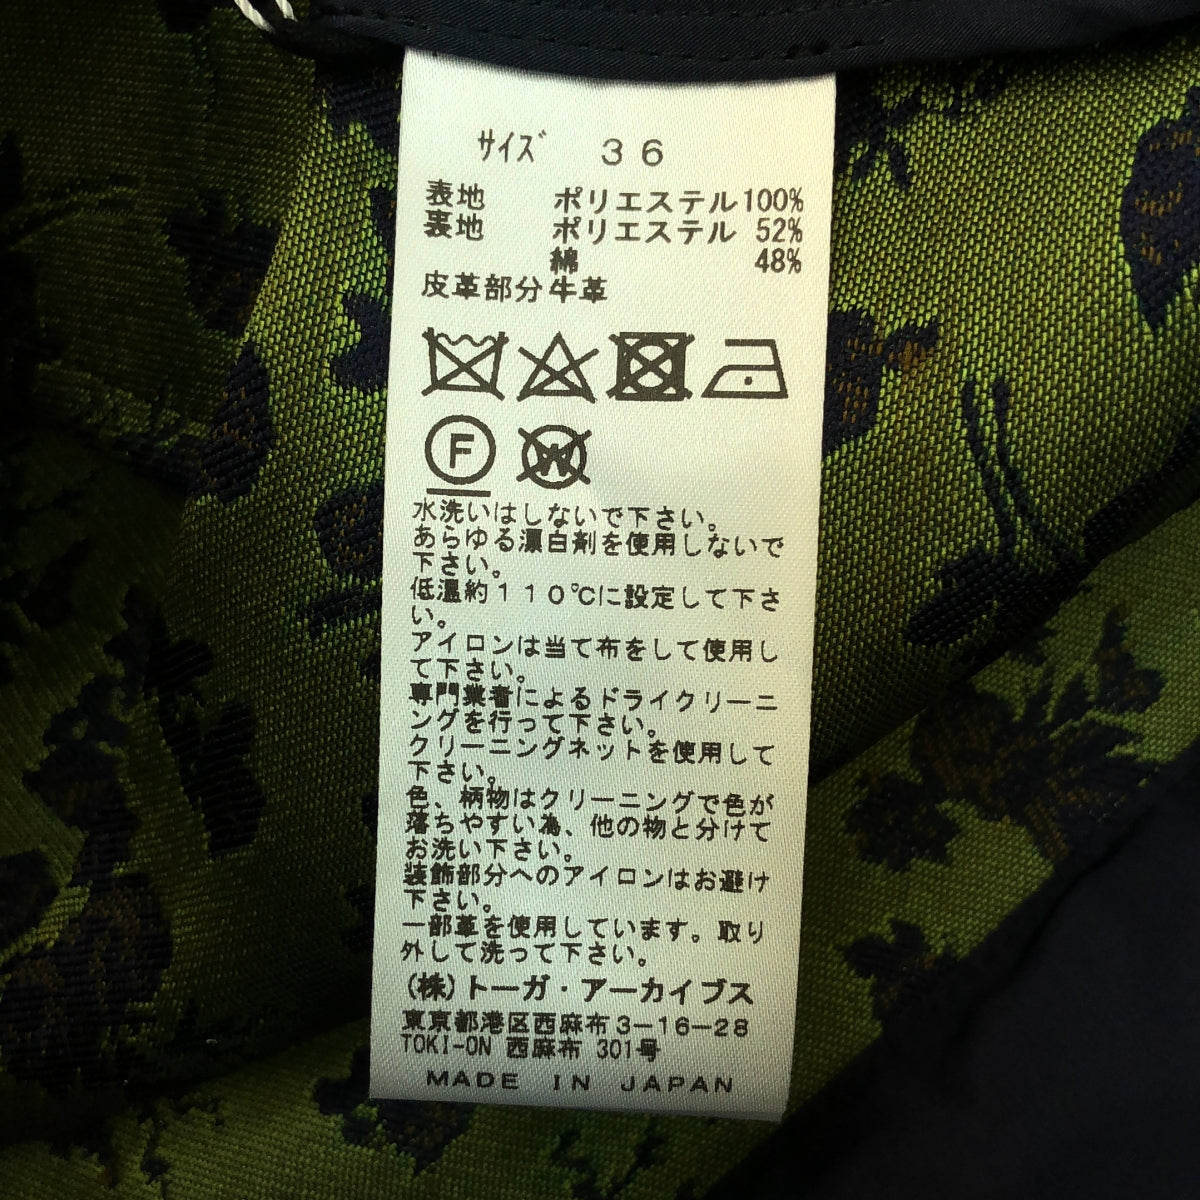 サイズ 36
表地 ポリエステル100%
裏地 ポリエステル 52%
綿 48%
皮革部分牛革
F W
水洗いはしないで下さい。
あらゆる漂白剤を使用しないで
下さい。
低温約110℃に設定して下さ
い。
アイロンは当て布をして使用し
て下さい。
専門業者によるドライクリーニ
ングを行って下さい。
クリーニングネットを使用して
下さい。
色、柄物はクリーニングで色が
落ちやすい為、他の物と分けて
お洗い下さい。
装飾部分へのアイロンはお避け
下さい。
一部革を使用しています。取り
外して洗って下さい。
(株)トーガ・アーカイブス
東京都港区西麻布3-16-28
TOKI-ON 西麻布 301号
MADE IN JAPAN